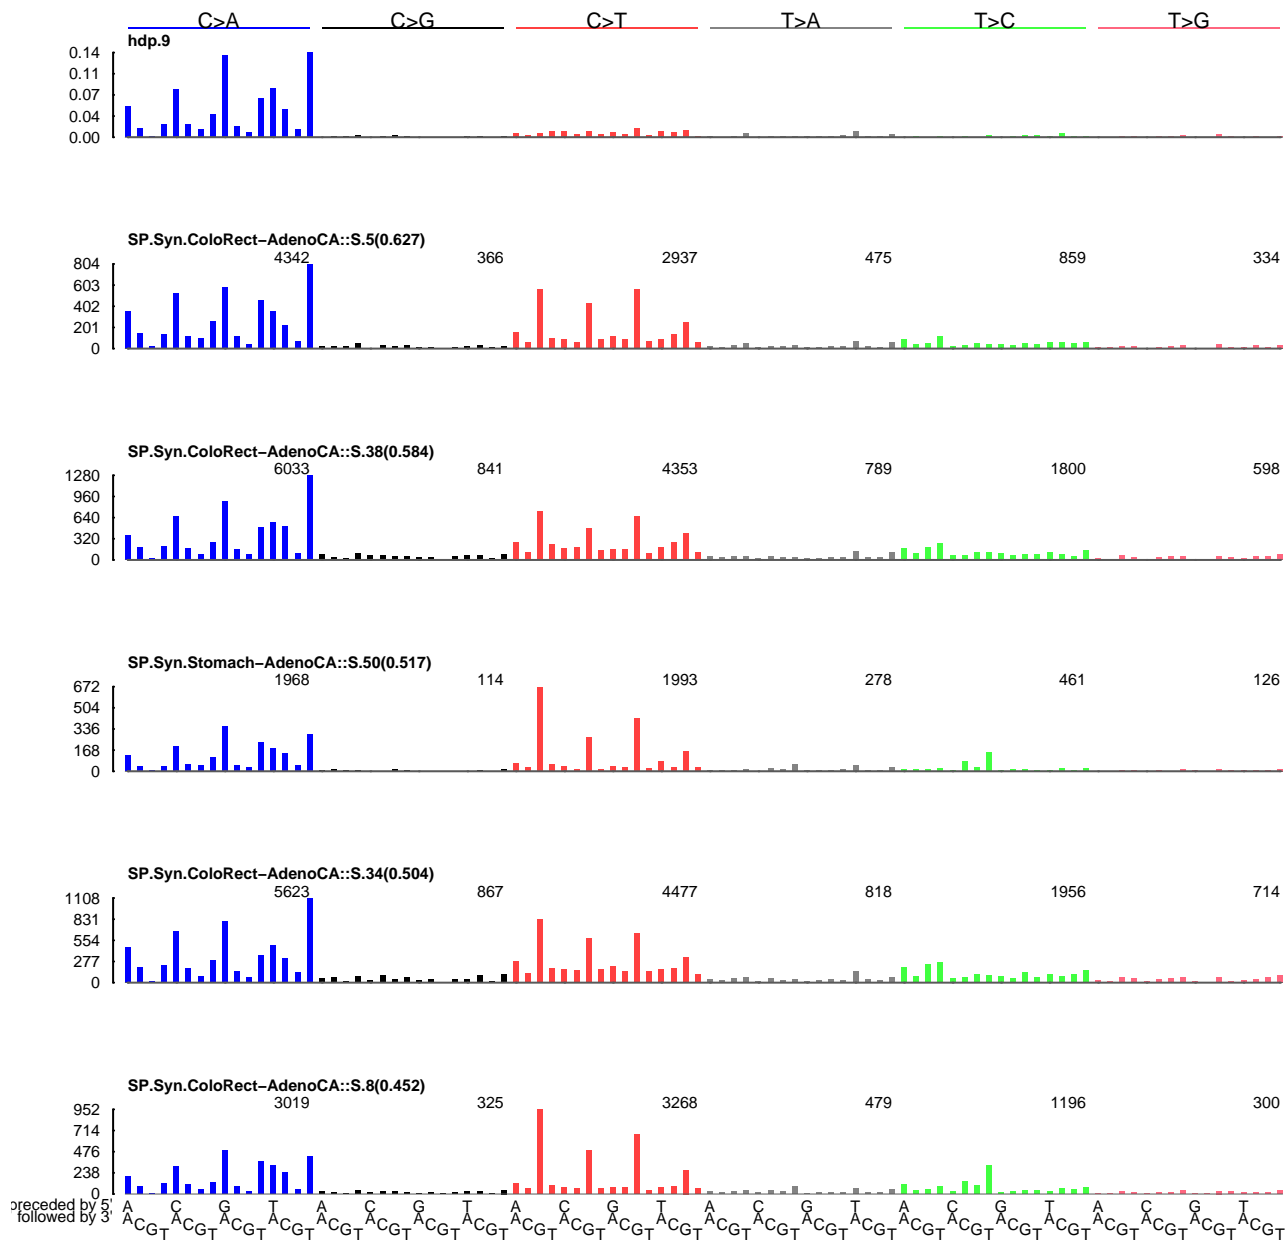 C>A C>G C>T T>A T>C T>G
hdp.9
0.14
0.11
0.07
0.04
0.00
SP.Syn.ColoRect−AdenoCA::S.5(0.627)
4342 366 2937 475 859 334
804
603
402
201
0
SP.Syn.ColoRect−AdenoCA::S.38(0.584)
6033 841 4353 789 1800 598
1280
960
640
320
0
SP.Syn.Stomach−AdenoCA::S.50(0.517)
1968 114 1993 278 461 126
672
504
336
168
0
SP.Syn.ColoRect−AdenoCA::S.34(0.504)
5623 867 4477 818 1956 714
1108
831
554
277
0
SP.Syn.ColoRect−AdenoCA::S.8(0.452)
3019 325 3268 479 1196 300
952
714
476
238
0
preceded by 5' A C G T A C G T A C G T A C G T A C G T A C G T
followed by 3' A C G T A C G T A C G T A C G T A C G T A C G T A C G T A C G T A C G T A C G T A C G T A C G T A C G T A C G T A C G T A C G T A C G T A C G T A C G T A C G T A C G T A C G T A C G T A C G T